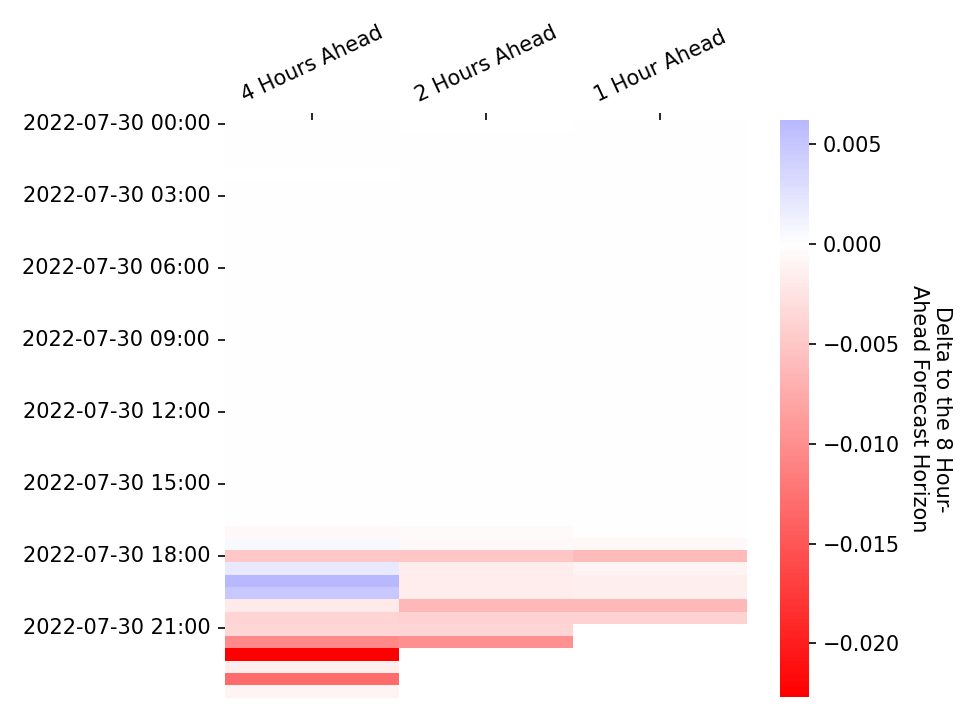 4 Hours Ahead
2 Hours Ahead
1 Hour Ahead
2022-07-30 00:00
2022-07-30 03:00
2022-07-30 06:00
2022-07-30 09:00
2022-07-30 12:00
2022-07-30 15:00
2022-07-30 18:00
2022-07-30 21:00
0.005
0.000
−0.005
−0.010
−0.015
−0.020
Delta to the 8 Hour-
Ahead Forecast Horizon